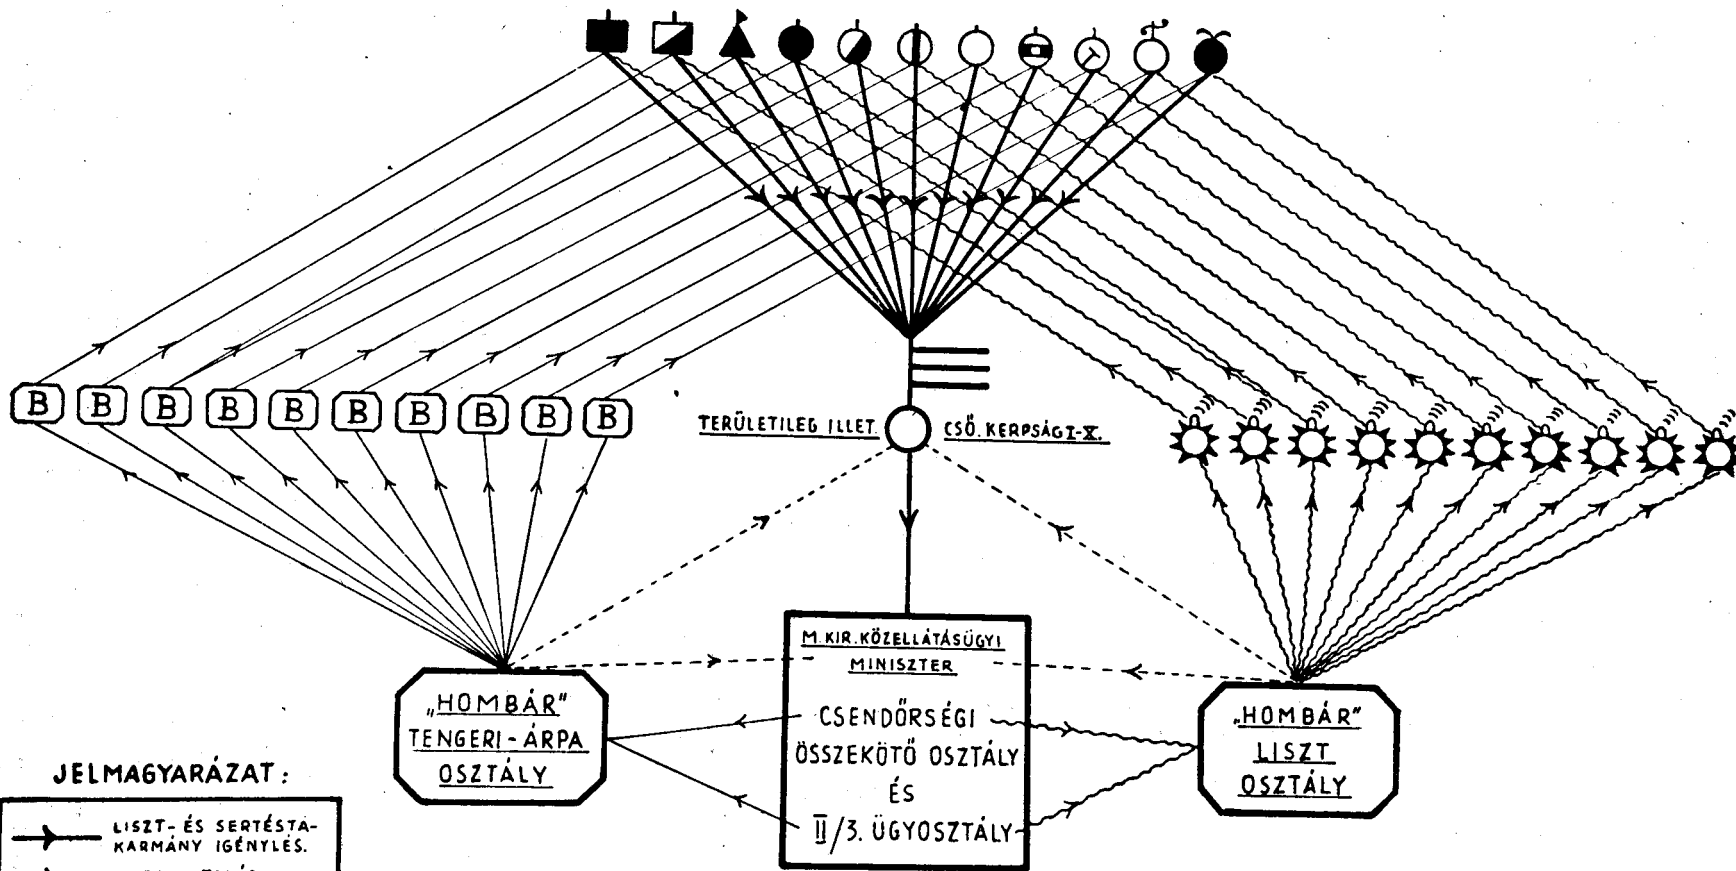 B B B B B B B B B B
TERÜLETILEG ILLET. CSŐ. KERPSÁG I-X.
M. KIR. KÖZELLÁTÁSÜGYI
MINISZTER
CSENDŐRSÉGI
ÖSSZEKÖTŐ OSZTÁLY
ÉS
II/3. ÜGYOSZTÁLY
„HOMBÁR"
TENGERI-ÁRPA
OSZTÁLY
„HOMBÁR"
LISZT
OSZTÁLY
JELMAGYARÁZAT:
LISZT- ÉS SERTÉSTA-
KARMÁNY IGÉNYLÉS.